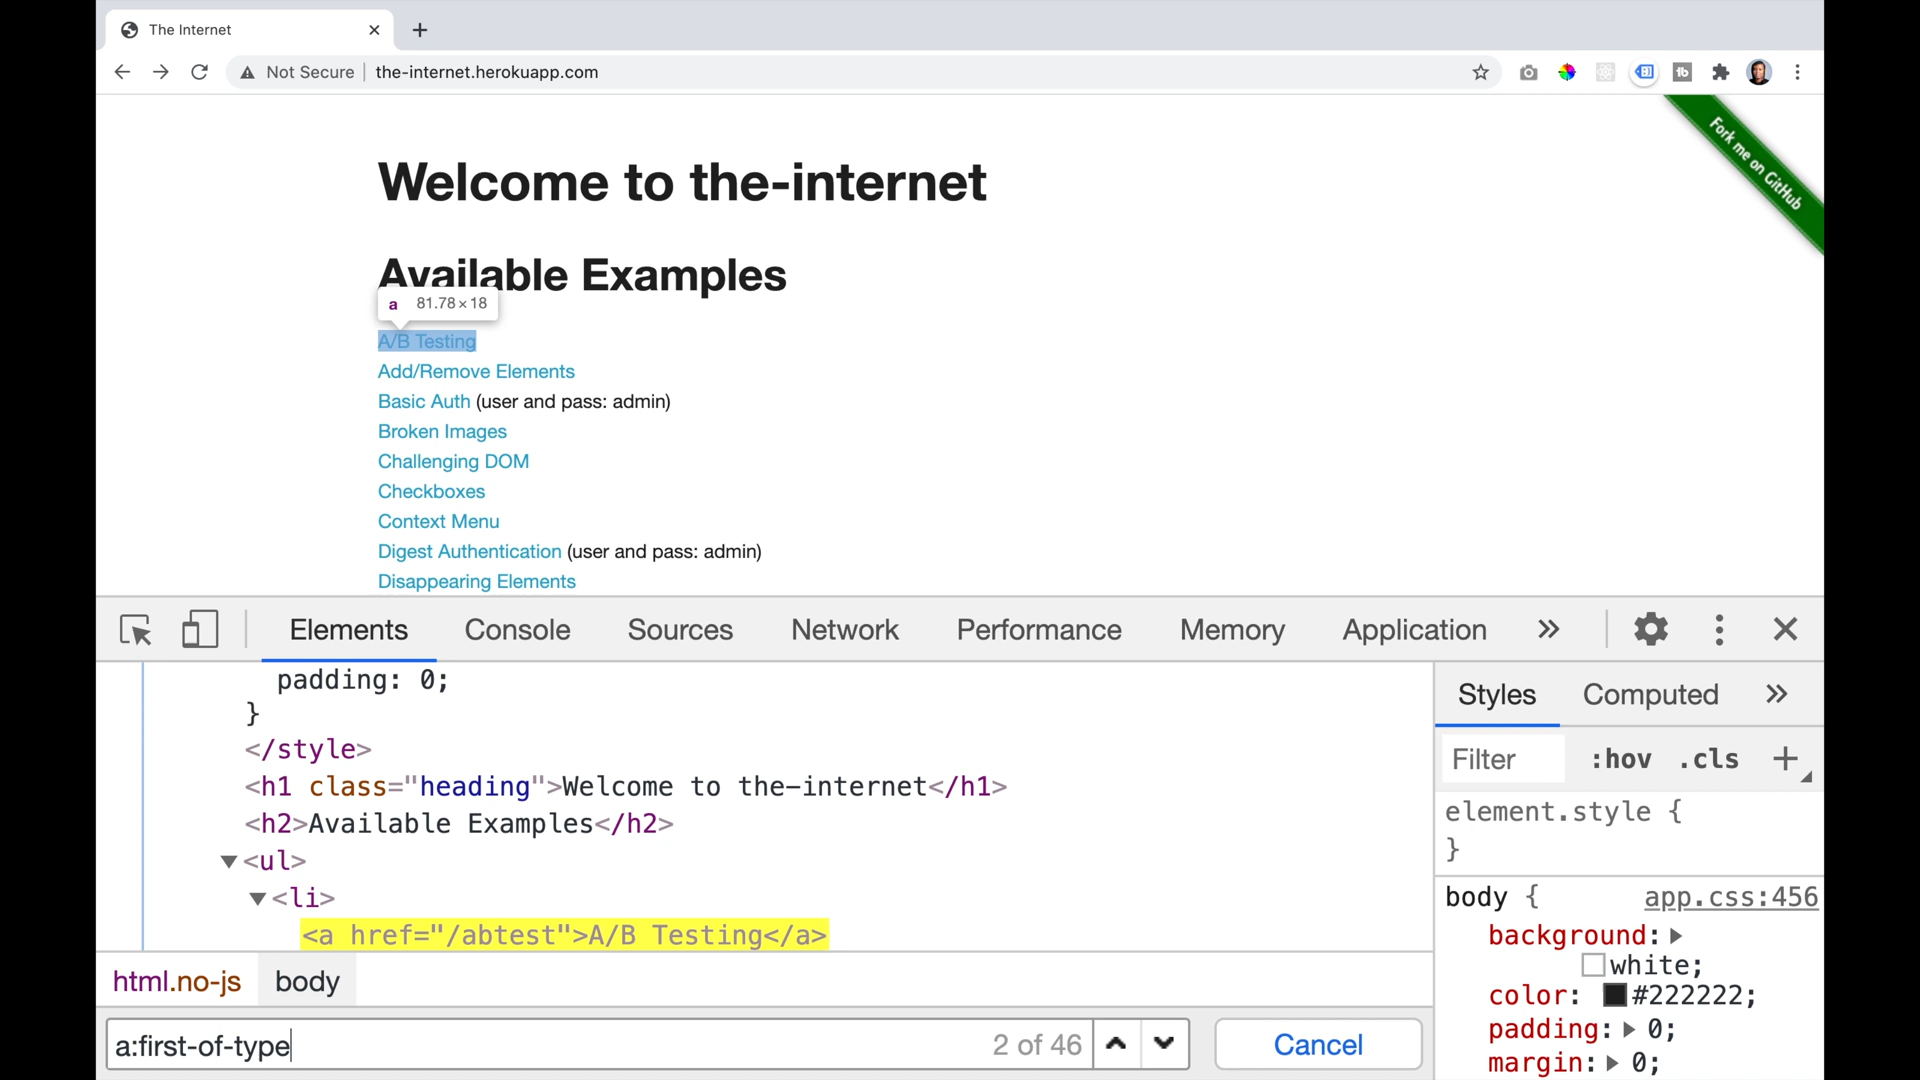 The Internet
Not Secure the-internet.herokuapp.com
Fork me on GitHub
Welcome to the-internet
Available Examples
a 81.78×18
A/B Testing
Add/Remove Elements
Basic Auth (user and pass: admin)
Broken Images
Challenging DOM
Checkboxes
Context Menu
Digest Authentication (user and pass: admin)
Disappearing Elements
Elements Console Sources Network Performance Memory Application
padding: 0;
}
</style>
<h1 class="heading">Welcome to the-internet</h1>
<h2>Available Examples</h2>
<ul>
<li>
<a href="/abtest">A/B Testing</a>
html.no-js body
a:first-of-type 2 of 46 Cancel
Styles Computed
Filter :hov .cls
element.style {
}
body { app.css:456
background:
white;
color: #222222;
padding: 0;
margin: 0;